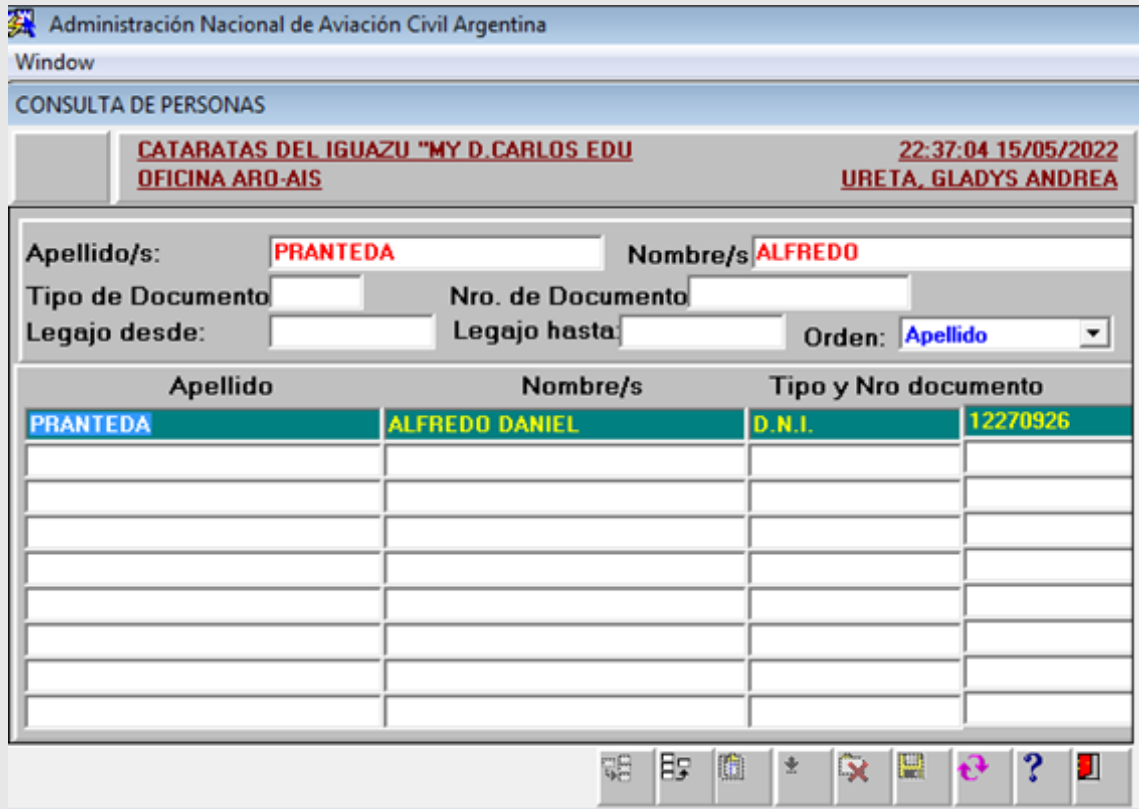 Administración Nacional de Aviación Civil Argentina
Window
CONSULTA DE PERSONAS
CATARATAS DEL IGUAZU "MY D.CARLOS EDU 22:37:04 15/05/2022
OFICINA ARO-AIS URETA, GLADYS ANDREA
Apellido/s: PRANTEDA Nombre/s ALFREDO
Tipo de Documento Nro. de Documento
Legajo desde: Legajo hasta: Orden: Apellido
Apellido Nombre/s Tipo y Nro documento
PRANTEDA ALFREDO DANIEL D.N.I. 12270926
?